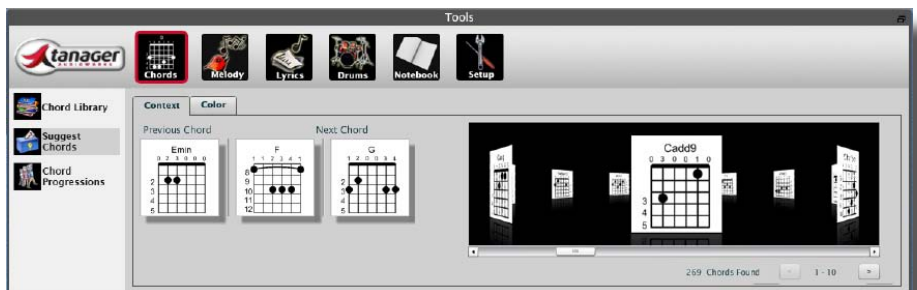 Tools
tanager
AUDIOWORKS
Chords Melody Lyrics Drums Notebook Setup
Chord Library
Suggest
Chords
Chord
Progressions
Context Color
Previous Chord Next Chord
Emin
0 2 3 0 0 0
2
3
4
5
F
1 1 3 4 2 1
8
9
10
11
12
G
1 2 0 0 3 4
2
3
4
5
Cadd9
0 3 0 0 1 0
3
4
5
269 Chords Found < 1 - 10 >